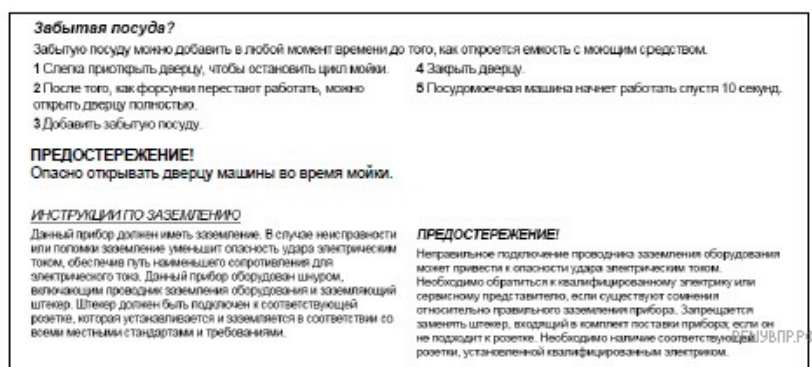 Забытая посуда?
Забытую посуду можно добавить в любой момент времени до того, как откроется емкость с моющим средством.
1 Слегка приоткрыть дверцу, чтобы остановить цикл мойки.
2 После того, как форсунки перестают работать, можно
открыть дверцу полностью.
3 Добавить забытую посуду.
4 Закрыть дверцу.
5 Посудомоечная машина начнет работать спустя 10 секунд.
ПРЕДОСТЕРЕЖЕНИЕ!
Опасно открывать дверцу машины во время мойки.
ИНСТРУКЦИИ ПО ЗАЗЕМЛЕНИЮ
Данный прибор должен иметь заземление. В случае неисправности
или поломки заземление уменьшит опасность удара электрическим
током, обеспечив путь наименьшего сопротивления для
электрического тока. Данный прибор оборудован шнуром,
включающим проводник заземления оборудования и заземляющий
штекер. Штекер должен быть подключен к соответствующей
розетке, которая устанавливается и заземляется в соответствии со
всеми местными стандартами и требованиями.
ПРЕДОСТЕРЕЖЕНИЕ!
Неправильное подключение проводника заземления оборудования
может привести к опасности удара электрическим током.
Необходимо обратиться к квалифицированному электрику или
сервисному представителю, если существуют сомнения
относительно правильного заземления прибора. Запрещается
заменять штекер, входящий в комплект поставки прибора; если он
не подходит к розетке. Необходимо наличие соответствующей
розетки, установленной квалифицированным электриком.
РЕШУВПР.РФ